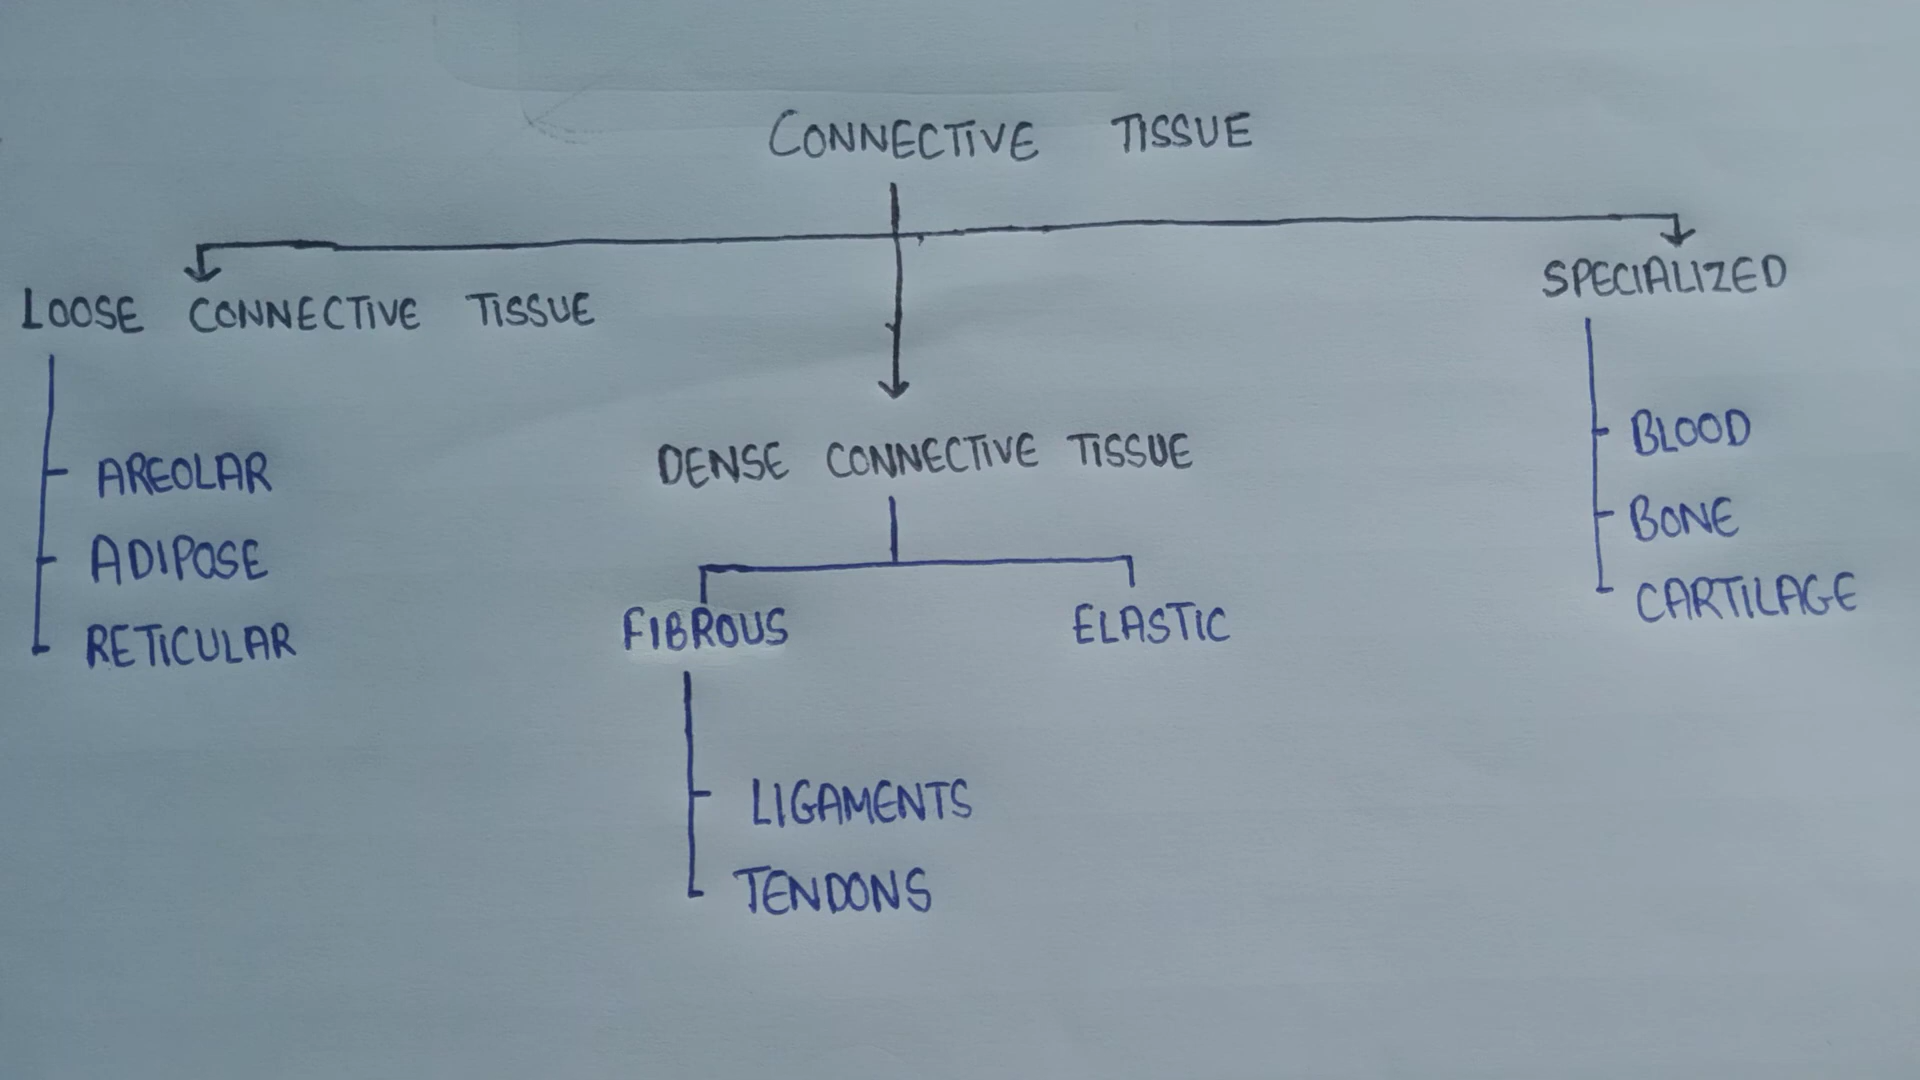 CONNECTIVE TISSUE
LOOSE CONNECTIVE TISSUE
AREOLAR
ADIPOSE
RETICULAR
DENSE CONNECTIVE TISSUE
FIBROUS
ELASTIC
LIGAMENTS
TENDONS
SPECIALIZED
BLOOD
BONE
CARTILAGE